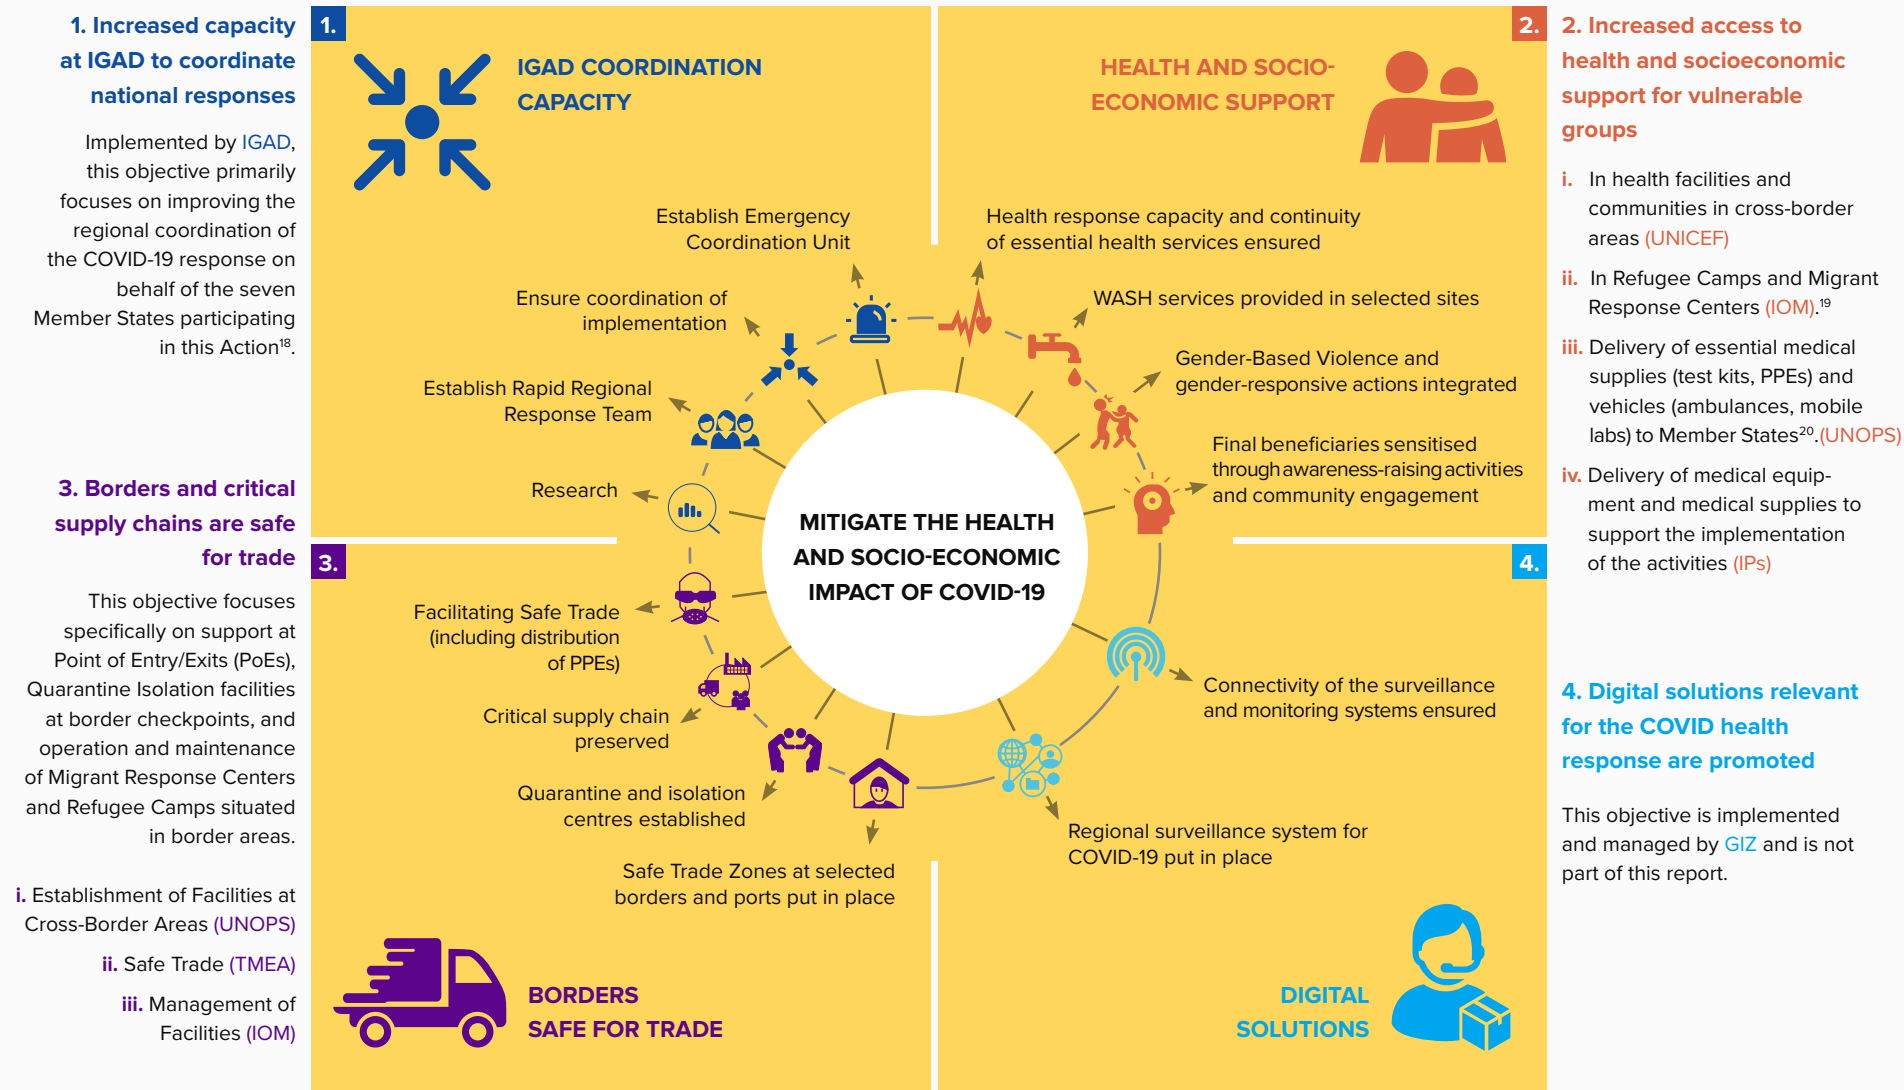 1. Increased capacity
at IGAD to coordinate
national responses
Implemented by IGAD,
this objective primarily
focuses on improving the
regional coordination of
the COVID-19 response on
behalf of the seven
Member States participating
in this Action18.
3. Borders and critical
supply chains are safe
for trade
This objective focuses
specifically on support at
Point of Entry/Exits (PoEs),
Quarantine Isolation facilities
at border checkpoints, and
operation and maintenance
of Migrant Response Centers
and Refugee Camps situated
in border areas.
i. Establishment of Facilities at
Cross-Border Areas (UNOPS)
ii. Safe Trade (TMEA)
iii. Management of
Facilities (IOM)
1.
IGAD COORDINATION
CAPACITY
Establish Emergency
Coordination Unit
Ensure coordination of
implementation
Establish Rapid Regional
Response Team
Research
2.
HEALTH AND SOCIO-
ECONOMIC SUPPORT
Health response capacity and continuity
of essential health services ensured
WASH services provided in selected sites
Gender-Based Violence and
gender-responsive actions integrated
Final beneficiaries sensitised
through awareness-raising activities
and community engagement
MITIGATE THE HEALTH
AND SOCIO-ECONOMIC
IMPACT OF COVID-19
3.
Facilitating Safe Trade
(including distribution
of PPEs)
Critical supply chain
preserved
Quarantine and isolation
centres established
Safe Trade Zones at selected
borders and ports put in place
BORDERS
SAFE FOR TRADE
4.
Connectivity of the surveillance
and monitoring systems ensured
Regional surveillance system for
COVID-19 put in place
DIGITAL
SOLUTIONS
2. Increased access to
health and socioeconomic
support for vulnerable
groups
i. In health facilities and
communities in cross-border
areas (UNICEF)
ii. In Refugee Camps and Migrant
Response Centers (IOM).19
iii. Delivery of essential medical
supplies (test kits, PPEs) and
vehicles (ambulances, mobile
labs) to Member States20.(UNOPS)
iv. Delivery of medical equip-
ment and medical supplies to
support the implementation
of the activities (IPs)
4. Digital solutions relevant
for the COVID health
response are promoted
This objective is implemented
and managed by GIZ and is not
part of this report.